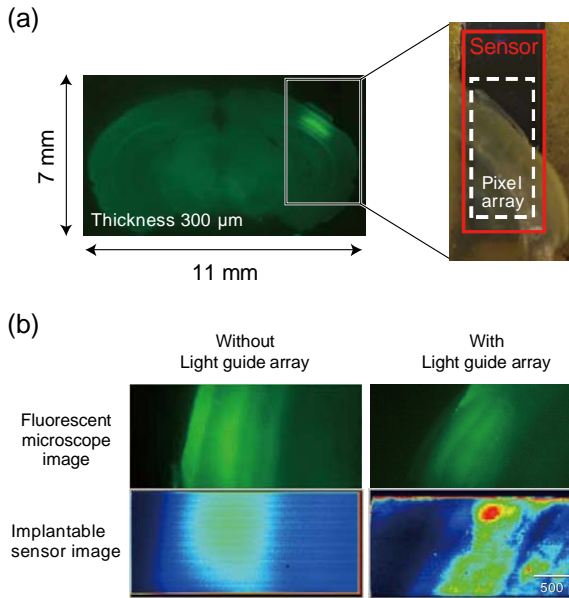 (a)
Sensor
Pixel
array
7 mm
Thickness 300 µm
11 mm
(b)
Without
Light guide array
With
Light guide array
Fluorescent
microscope
image
Implantable
sensor image
500